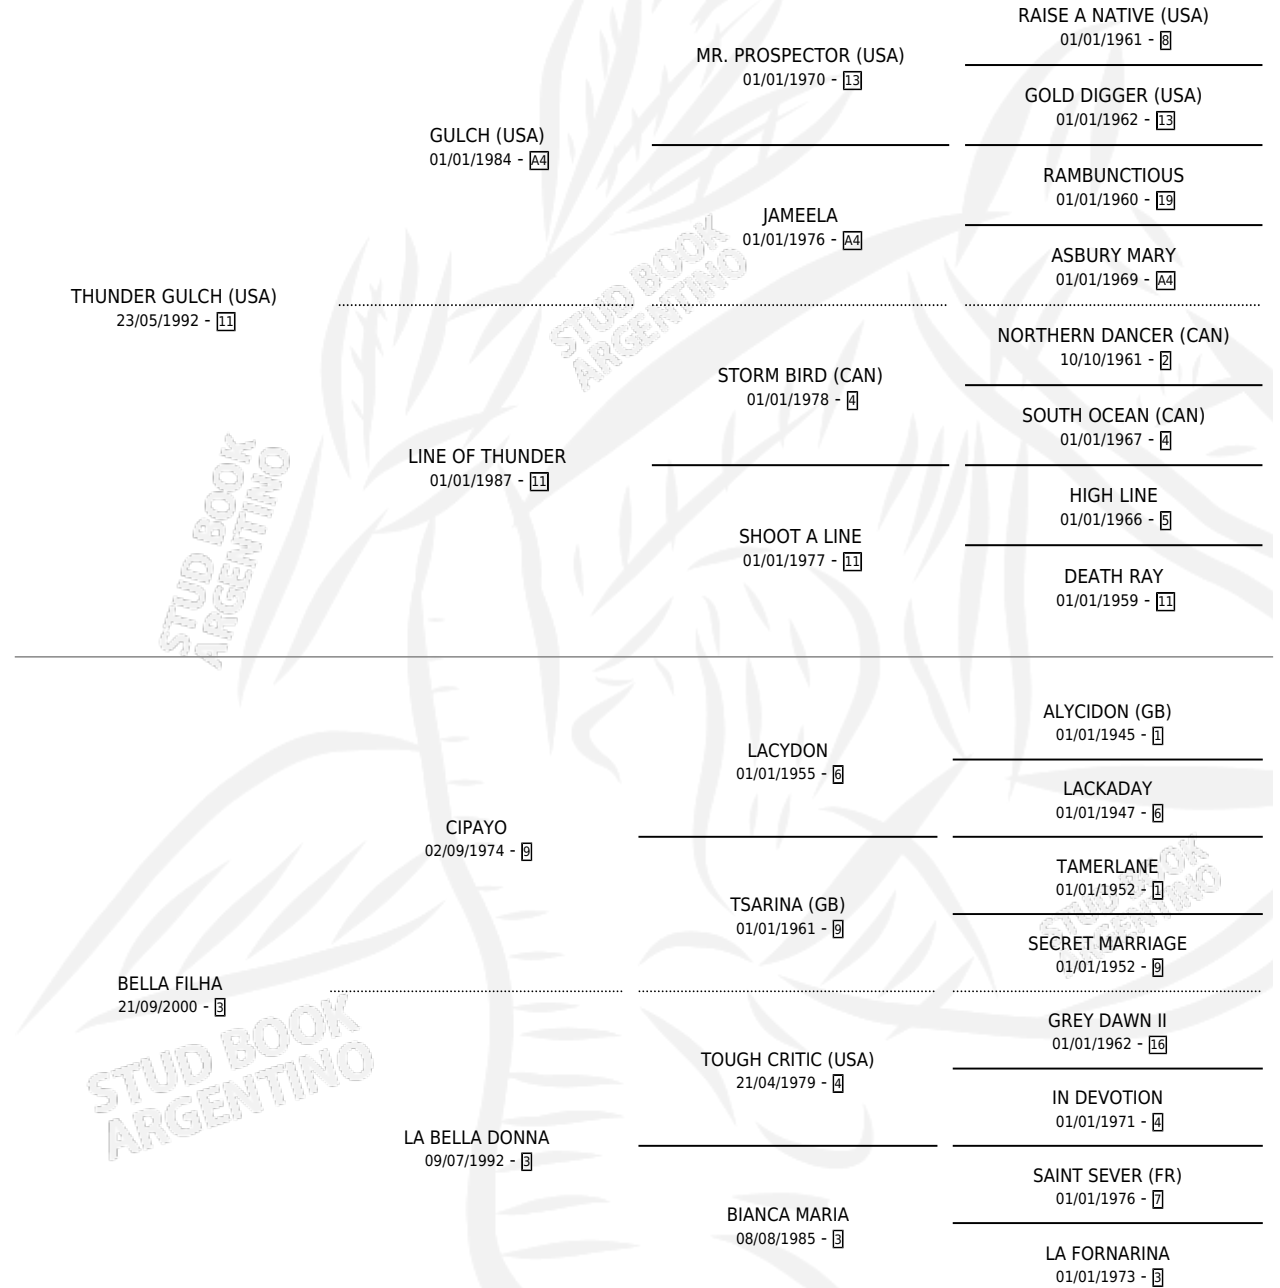 RAISE A NATIVE (USA)
01/01/1961 - 8
MR. PROSPECTOR (USA)
01/01/1970 - 13
GOLD DIGGER (USA)
01/01/1962 - 13
GULCH (USA)
01/01/1984 - A4
RAMBUNCTIOUS
01/01/1960 - 19
JAMEELA
01/01/1976 - A4
ASBURY MARY
01/01/1969 - A4
THUNDER GULCH (USA)
23/05/1992 - 11
NORTHERN DANCER (CAN)
10/10/1961 - 2
STORM BIRD (CAN)
01/01/1978 - 4
SOUTH OCEAN (CAN)
01/01/1967 - 4
LINE OF THUNDER
01/01/1987 - 11
HIGH LINE
01/01/1966 - 5
SHOOT A LINE
01/01/1977 - 11
DEATH RAY
01/01/1959 - 11
ALYCIDON (GB)
01/01/1945 - 1
LACYDON
01/01/1955 - 6
LACKADAY
01/01/1947 - 6
CIPAYO
02/09/1974 - 9
TAMERLANE
01/01/1952 - 1
TSARINA (GB)
01/01/1961 - 9
SECRET MARRIAGE
01/01/1952 - 9
BELLA FILHA
21/09/2000 - 3
GREY DAWN II
01/01/1962 - 16
TOUGH CRITIC (USA)
21/04/1979 - 4
IN DEVOTION
01/01/1971 - 4
LA BELLA DONNA
09/07/1992 - 3
SAINT SEVER (FR)
01/01/1976 - 7
BIANCA MARIA
08/08/1985 - 3
LA FORNARINA
01/01/1973 - 3
STUD BOOK
ARGENTINO
STUD BOOK
ARGENTINO
STUD BOOK
ARGENTINO
STUD BOOK
ARGENTINO